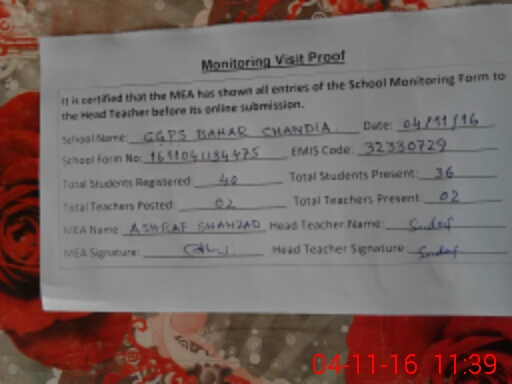 Monitoring Visit Proof
It is certified that the MEA has shown all entries of the School Monitoring Form to
the Head Teacher before its online submission.
School Name: GGPS BAHAR CHANDIA Date: 04/11/16
School Form No: 1611041134475 EMIS Code: 32330729
Total Students Registered: 40 Total Students Present: 36
Total Teachers Posted: 02 Total Teachers Present: 02
MEA Name: ASHRAF SHAHZAD Head Teacher Name:
MEA Signature: Head Teacher Signature:
04-11-16 11:39